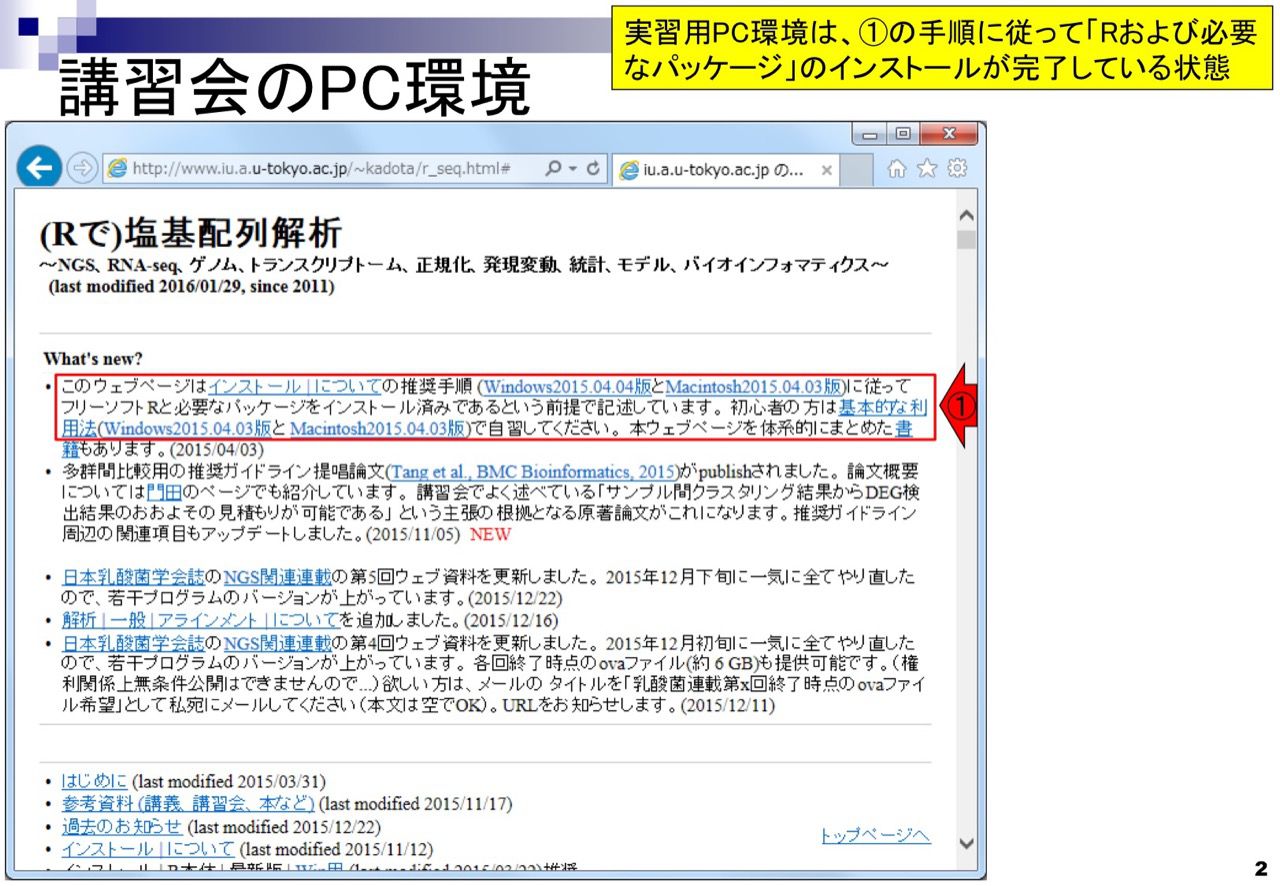 実習用PC環境は、①の手順に従って「Rおよび必要
なパッケージ」のインストールが完了している状態
講習会のPC環境
http://www.iu.a.u-tokyo.ac.jp/~kadota/r_seq.html#
iu.a.u-tokyo.ac.jp の...
(Rで)塩基配列解析
～NGS、RNA-seq、ゲノム、トランスクリプトーム、正規化、発現変動、統計、モデル、バイオインフォマティクス～
(last modified 2016/01/29, since 2011)
What's new?
• このウェブページはインストール | についての推奨手順 (Windows2015.04.04版とMacintosh2015.04.03版)に従って
フリーソフトRと必要なパッケージをインストール済みであるという前提で記述しています。初心者の方は基本的な利
用法(Windows2015.04.03版と Macintosh2015.04.03版)で自習してください。本ウェブページを体系的にまとめた書
籍もあります。(2015/04/03)
①
• 多群間比較用の推奨ガイドライン提唱論文(Tang et al., BMC Bioinformatics, 2015)がpublishされました。論文概要
については門田のページでも紹介しています。講習会でよく述べている「サンプル間クラスタリング結果からDEG検
出結果のおおよその見積もりが可能である」という主張の根拠となる原著論文がこれになります。推奨ガイドライン
周辺の関連項目もアップデートしました。(2015/11/05) NEW
• 日本乳酸菌学会誌のNGS関連連載の第5回ウェブ資料を更新しました。2015年12月下旬に一気に全てやり直した
ので、若干プログラムのバージョンが上がっています。(2015/12/22)
• 解析 | 一般 | アラインメント | についてを追加しました。(2015/12/16)
• 日本乳酸菌学会誌のNGS関連連載の第4回ウェブ資料を更新しました。2015年12月初旬に一気に全てやり直した
ので、若干プログラムのバージョンが上がっています。各回終了時点のovaファイル(約 6 GB)も提供可能です。（権
利関係上無条件公開はできませんので...）欲しい方は、メールの タイトルを「乳酸菌連載第x回終了時点のovaファイ
ル希望」として私宛にメールしてください（本文は空でOK）。URLをお知らせします。(2015/12/11)
• はじめに (last modified 2015/03/31)
• 参考資料 (講義、講習会、本など) (last modified 2015/11/17)
• 過去のお知らせ (last modified 2015/12/22)
• インストール | について (last modified 2015/11/12)
トップページへ
• インストール | R本体 | 最新版 | Win用 (last modified 2015/03/22)推奨
2